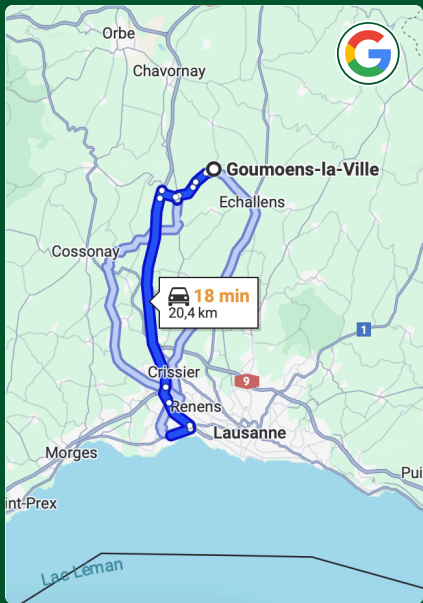 Orbe
Chavornay
Goumoens-la-Ville
Echallens
Cossonay
18 min
20,4 km
1
Crissier
9
Renens
Lausanne
Morges
Pui
int-Prex
Lac Léman